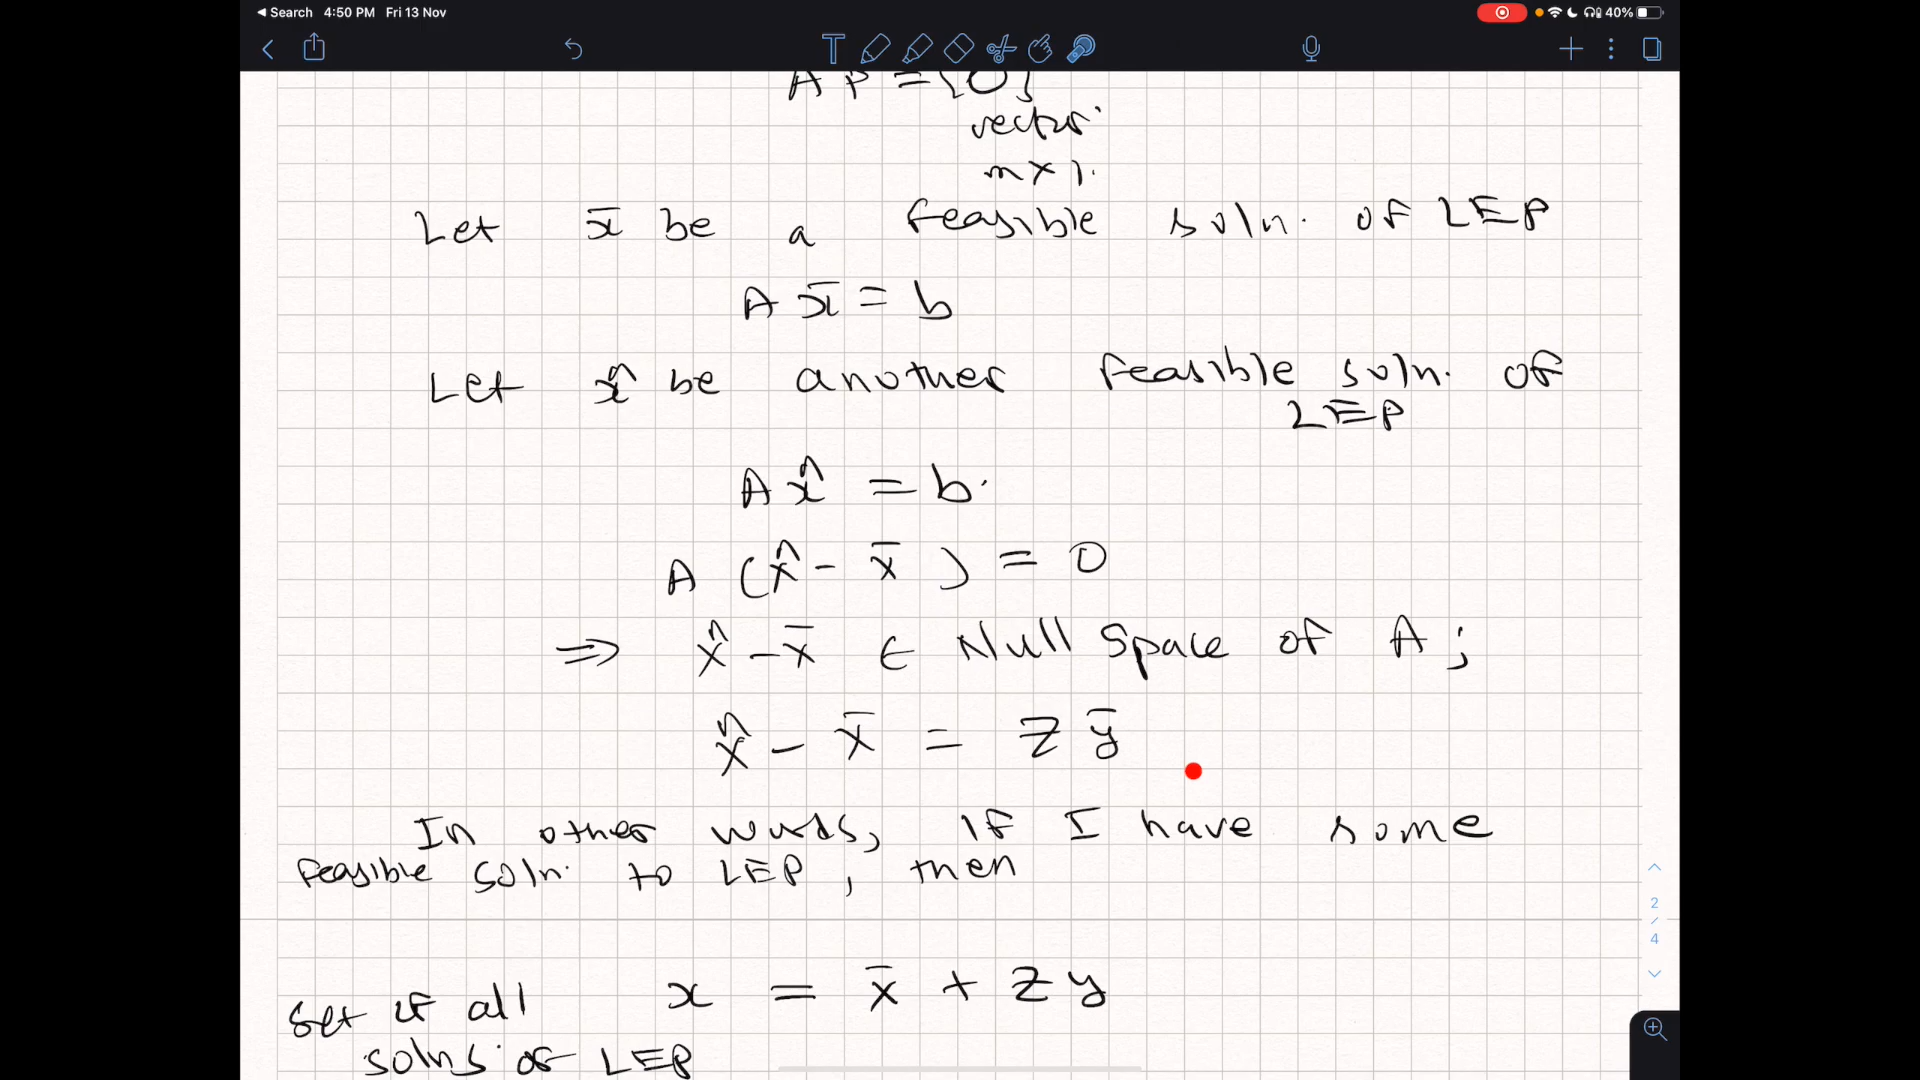 Search 4:50 PM Fri 13 Nov
40%
A P = {0}
vector
m x 1.
Let x̄ be a feasible soln. of LEP
A x̄ = b
Let x̂ be another feasible soln. of
LEP
A x̂ = b.
A (x̂ - x̄) = 0
⇒ x̂ - x̄ ∈ Null Space of A ;
x̂ - x̄ = Z ȳ
In other words, if I have some
feasible soln. to LEP, then
x = x̄ + Z y
Set of all
solns. of LEP
2
/
4